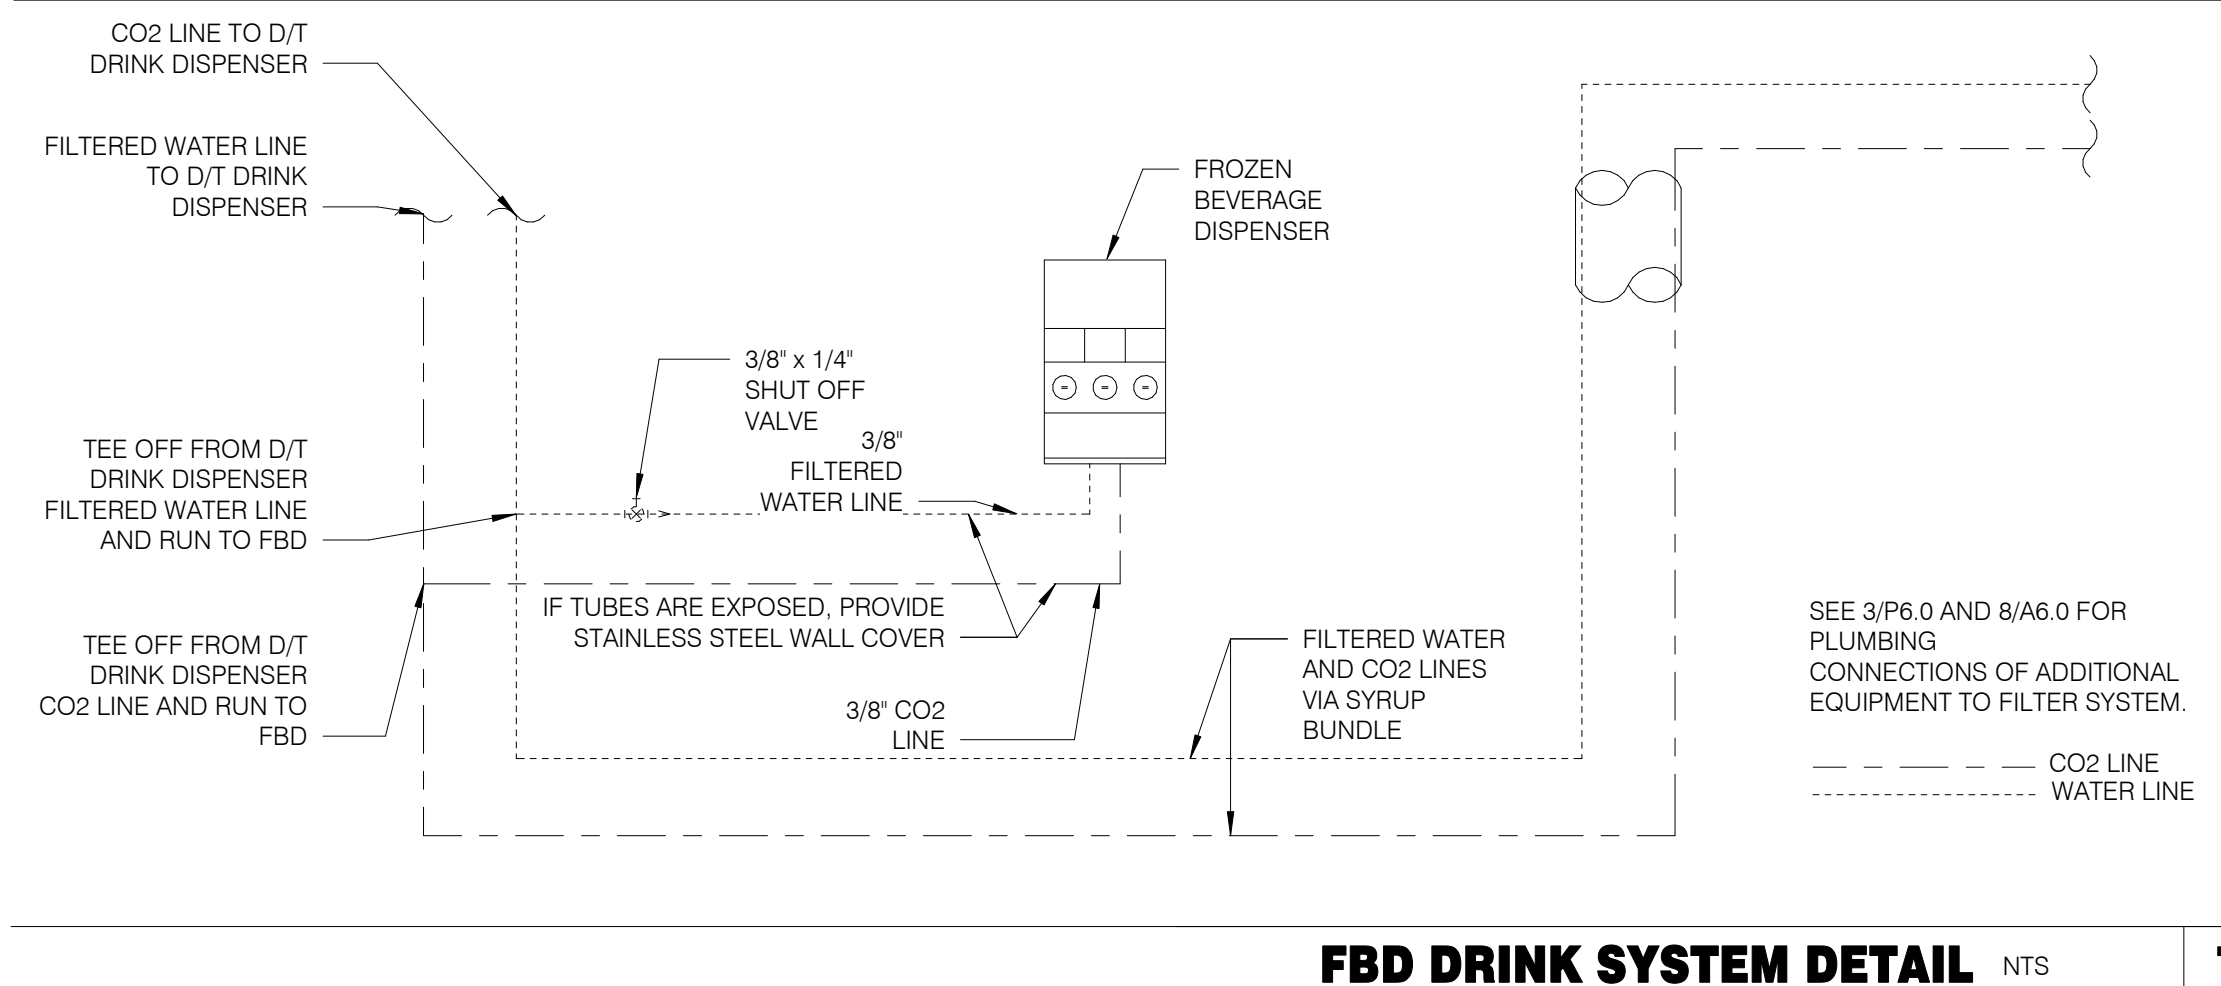 CO2 LINE TO D/T
DRINK DISPENSER
FILTERED WATER LINE
TO D/T DRINK
DISPENSER
FROZEN
BEVERAGE
DISPENSER
3/8" x 1/4"
SHUT OFF
VALVE
3/8"
FILTERED
WATER LINE
TEE OFF FROM D/T
DRINK DISPENSER
FILTERED WATER LINE
AND RUN TO FBD
IF TUBES ARE EXPOSED, PROVIDE
STAINLESS STEEL WALL COVER
TEE OFF FROM D/T
DRINK DISPENSER
CO2 LINE AND RUN TO
FBD
3/8" CO2
LINE
FILTERED WATER
AND CO2 LINES
VIA SYRUP
BUNDLE
SEE 3/P6.0 AND 8/A6.0 FOR
PLUMBING
CONNECTIONS OF ADDITIONAL
EQUIPMENT TO FILTER SYSTEM.
CO2 LINE
WATER LINE
FBD DRINK SYSTEM DETAIL NTS